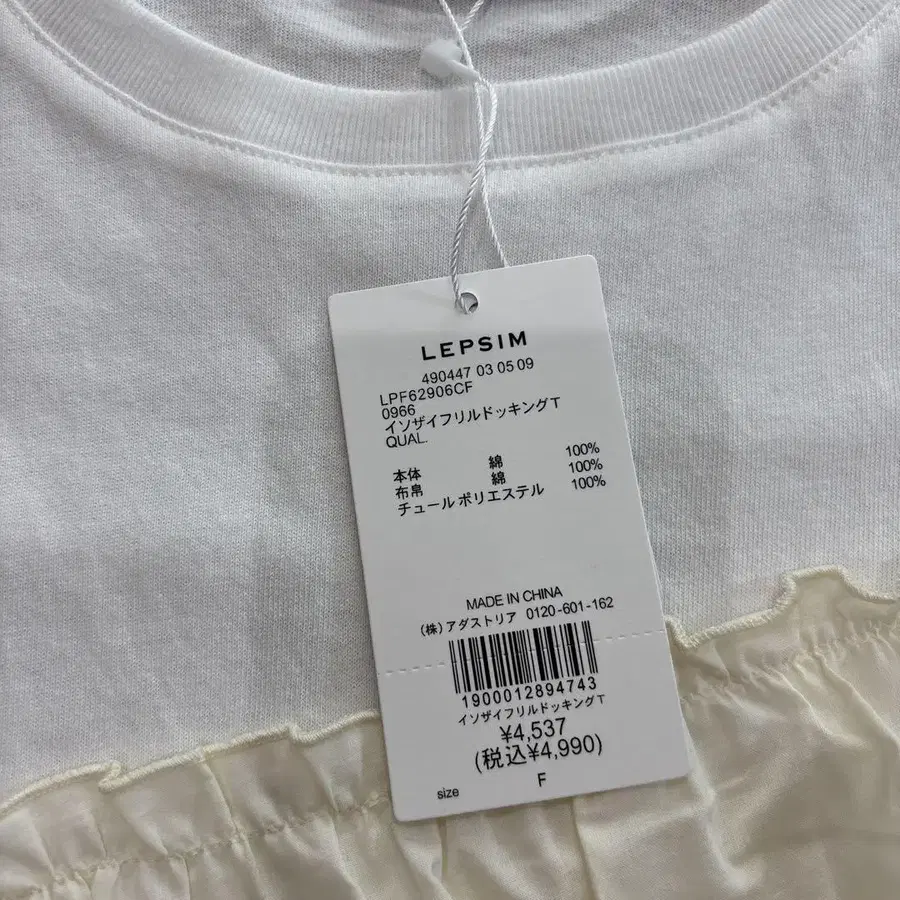 LEPSIM
490447 03 05 09
LPF62906CF
0966
イソザイフリルドッキングT
QUAL.
本体 綿 100%
布帛 綿 100%
チュール ポリエステル 100%
MADE IN CHINA
(株)アダストリア 0120-601-162
1900012894743
イソザイフリルドッキングT
¥4,537
(税込¥4,990)
size F